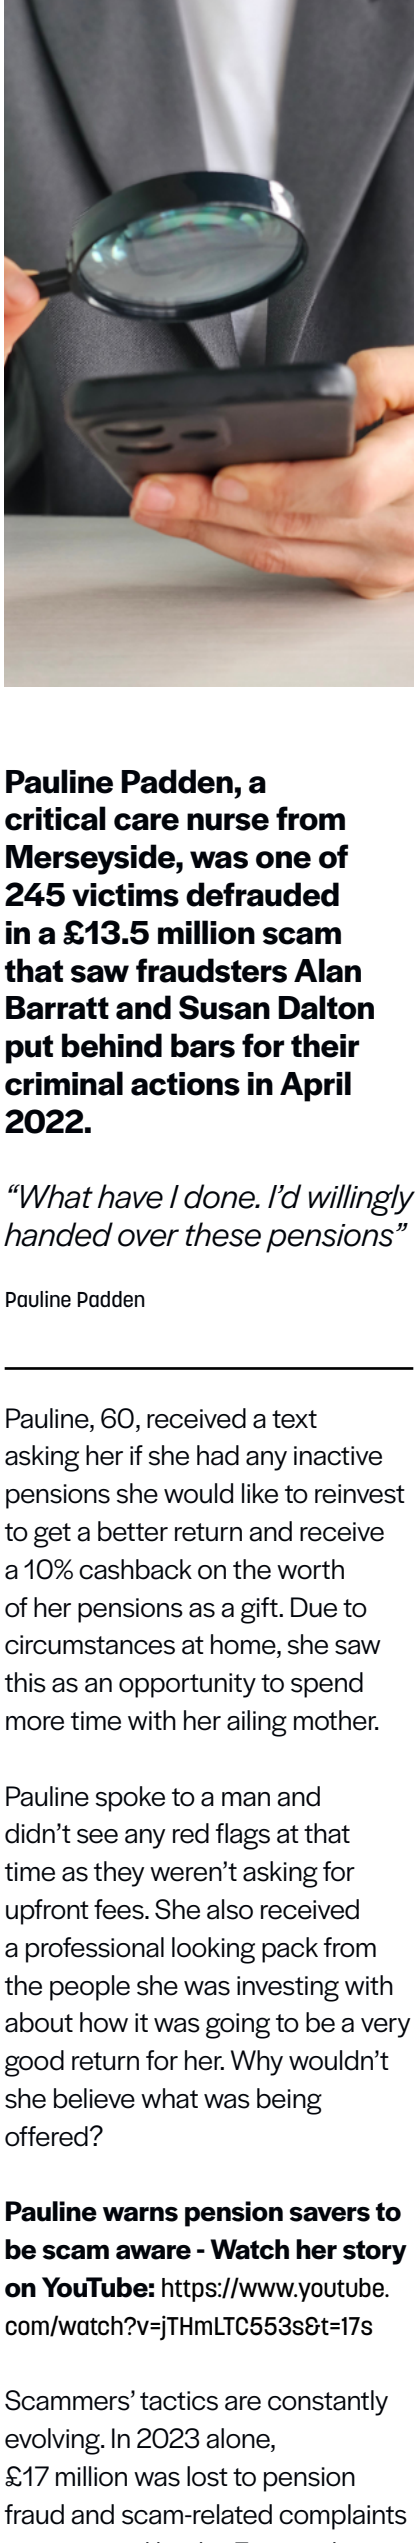 Pauline Padden, a
critical care nurse from
Merseyside, was one of
245 victims defrauded
in a £13.5 million scam
that saw fraudsters Alan
Barratt and Susan Dalton
put behind bars for their
criminal actions in April
2022.
“What have I done. I’d willingly
handed over these pensions”
Pauline Padden
Pauline, 60, received a text
asking her if she had any inactive
pensions she would like to reinvest
to get a better return and receive
a 10% cashback on the worth
of her pensions as a gift. Due to
circumstances at home, she saw
this as an opportunity to spend
more time with her ailing mother.
Pauline spoke to a man and
didn’t see any red flags at that
time as they weren’t asking for
upfront fees. She also received
a professional looking pack from
the people she was investing with
about how it was going to be a very
good return for her. Why wouldn’t
she believe what was being
offered?
Pauline warns pension savers to
be scam aware - Watch her story
on YouTube: https://www.youtube.
com/watch?v=jTHmLTC553s&t=17s
Scammers’ tactics are constantly
evolving. In 2023 alone,
£17 million was lost to pension
fraud and scam-related complaints